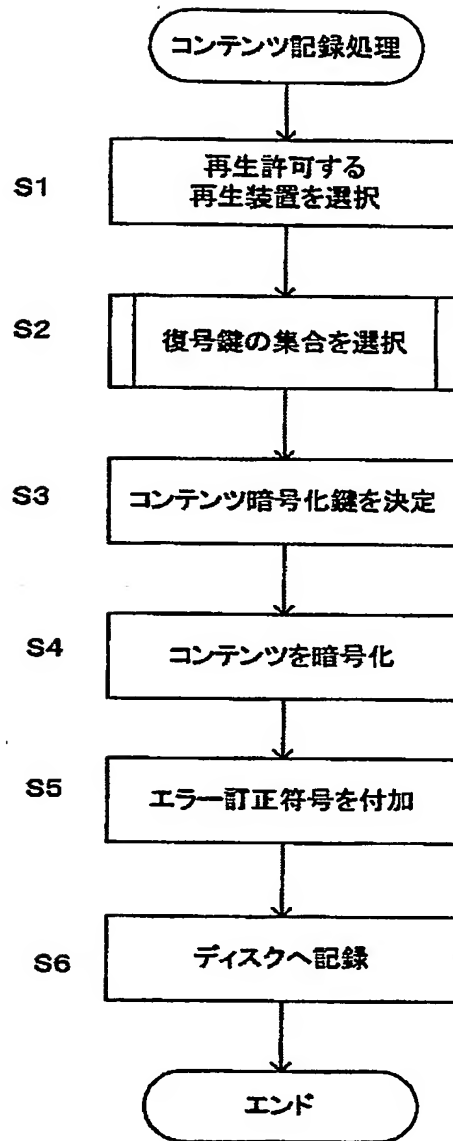 コンテンツ記録処理
S1
再生許可する
再生装置を選択
S2
復号鍵の集合を選択
S3
コンテンツ暗号化鍵を決定
S4
コンテンツを暗号化
S5
エラー訂正符号を付加
S6
ディスクへ記録
エンド